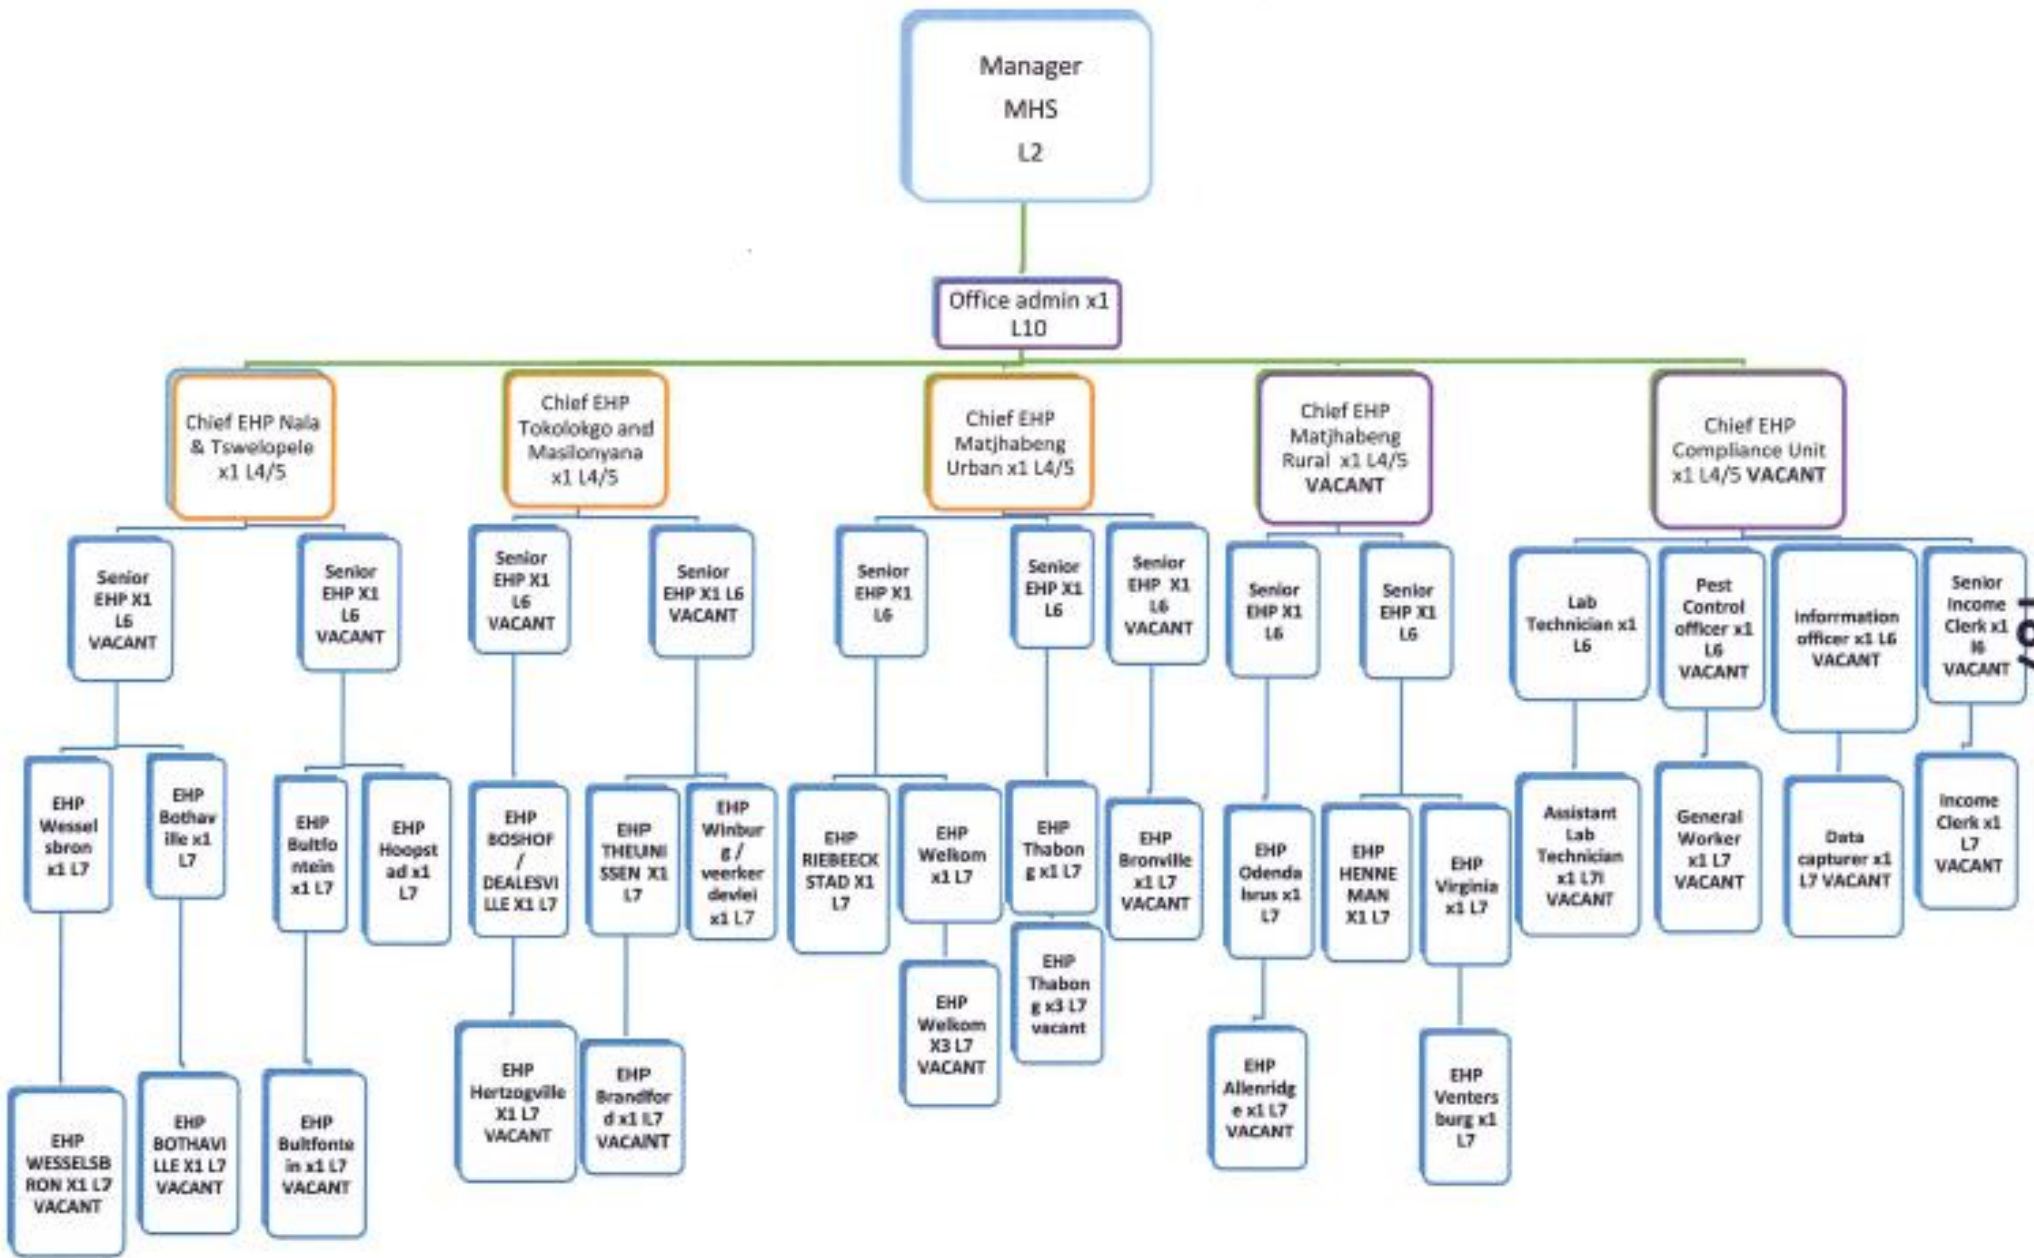 Manager
MHS
L2
Office admin x1
L10
Chief EHP Nala
& Tswelopele
x1 L4/5
Chief EHP
Tokolokgo and
Masilonyana
x1 L4/5
Chief EHP
Matjhabeng
Urban x1 L4/5
Chief EHP
Matjhabeng
Rural x1 L4/5
VACANT
Chief EHP
Compliance Unit
x1 L4/5 VACANT
Senior
EHP X1
L6
VACANT
Senior
EHP X1
L6
VACANT
Senior
EHP X1
L6
VACANT
Senior
EHP X1 L6
VACANT
Senior
EHP X1
L6
Senior
EHP X1
L6
Senior
EHP X1
L6
VACANT
Senior
EHP X1
L6
Senior
EHP X1
L6
Lab
Technician x1
L6
Pest
Control
officer x1
L6
VACANT
Inforrmation
officer x1 L6
VACANT
Senior
Income
Clerk x1
l6
VACANT
EHP
Wessel
sbron
x1 L7
EHP
Bothav
ille x1
L7
EHP
Bultfo
ntein
x1 L7
EHP
Hoopst
ad x1
L7
EHP
BOSHOF
/
DEALESVI
LLE X1 L7
EHP
THEUNI
SSEN X1
L7
EHP
Winbur
g /
veerker
devlei
x1 L7
EHP
RIEBEECK
STAD X1
L7
EHP
Welkom
x1 L7
EHP
Thabon
g x1 L7
EHP
Bronville
x1 L7
VACANT
EHP
Odenda
lsrus x1
L7
EHP
HENNE
MAN
X1 L7
EHP
Virginia
x1 L7
Assistant
Lab
Technician
x1 L7l
VACANT
General
Worker
x1 L7
VACANT
Data
capturer x1
L7 VACANT
Income
Clerk x1
L7
VACANT
EHP
WESSELSB
RON X1 L7
VACANT
EHP
BOTHAVI
LLE X1 L7
VACANT
EHP
Bultfonte
in x1 L7
VACANT
EHP
Hertzogville
X1 L7
VACANT
EHP
Brandfor
d x1 L7
VACANT
EHP
Welkom
X3 L7
VACANT
EHP
Thabon
g x3 L7
vacant
EHP
Allenridg
e x1 L7
VACANT
EHP
Venters
burg x1
L7